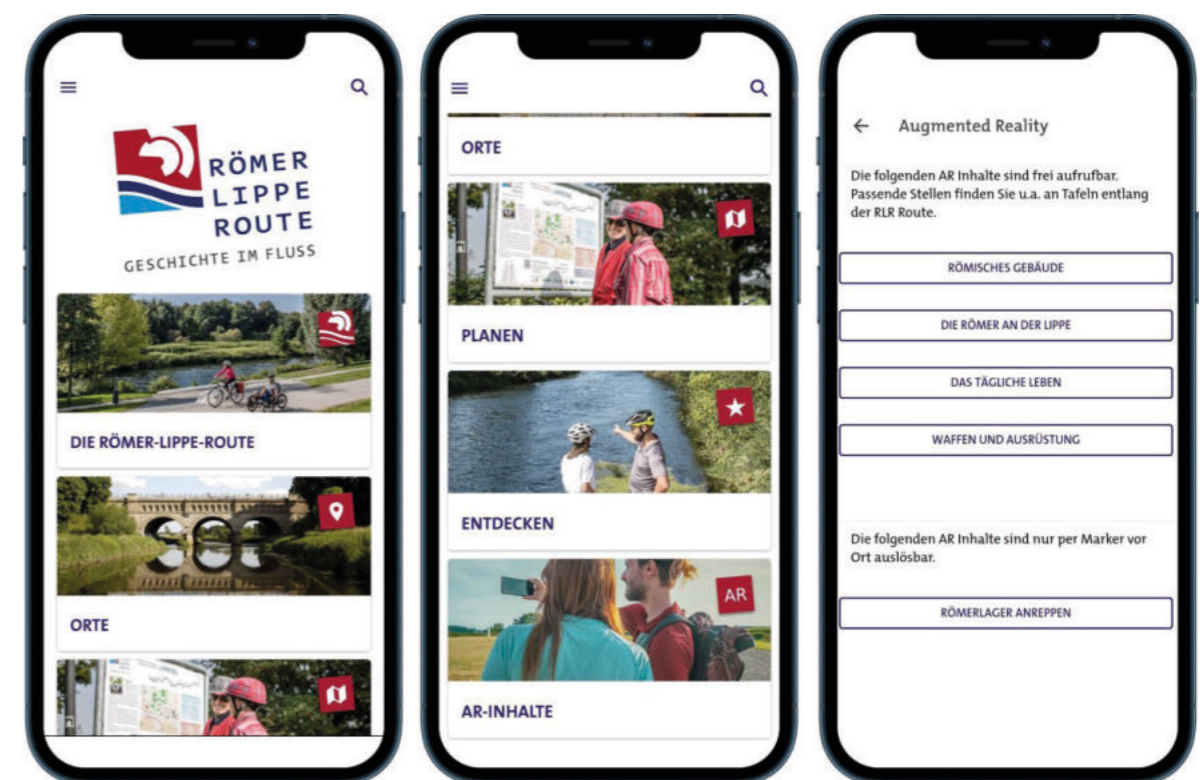 RÖMER
LIPPE
ROUTE
GESCHICHTE IM FLUSS
DIE RÖMER-LIPPE-ROUTE
ORTE
ORTE
PLANEN
ENTDECKEN
AR
AR-INHALTE
Augmented Reality
Die folgenden AR Inhalte sind frei aufrufbar.
Passende Stellen finden Sie u.a. an Tafeln entlang
der RLR Route.
RÖMISCHES GEBÄUDE
DIE RÖMER AN DER LIPPE
DAS TÄGLICHE LEBEN
WAFFEN UND AUSRÜSTUNG
Die folgenden AR Inhalte sind nur per Marker vor
Ort auslösbar.
RÖMERLAGER ANREPPEN